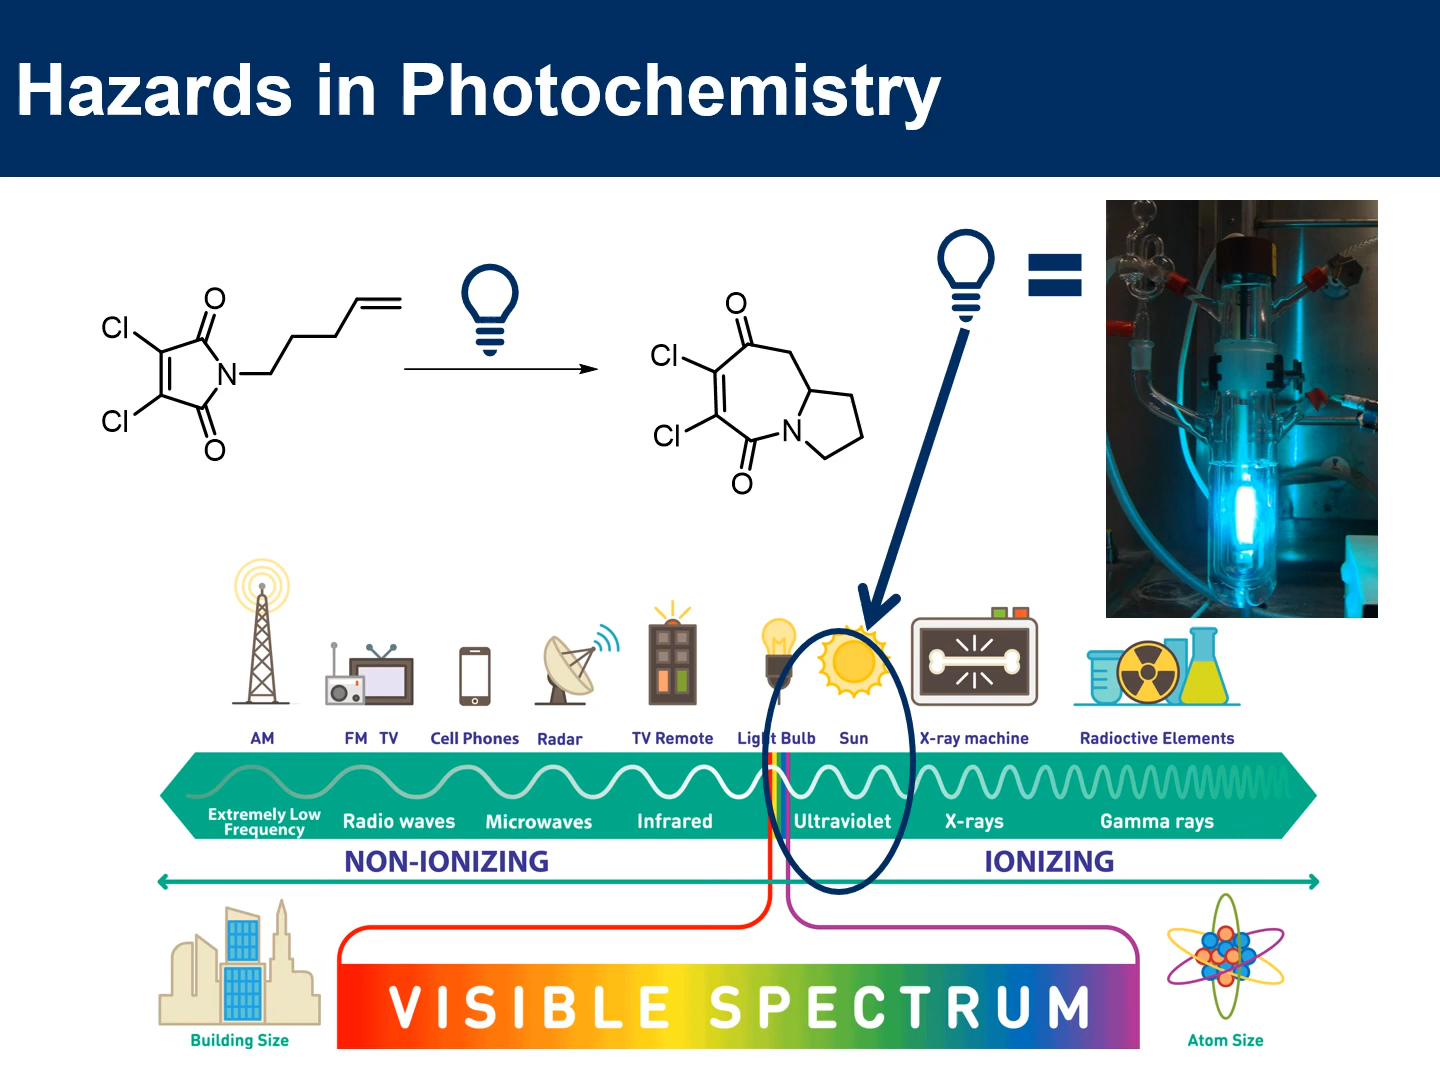 Hazards in Photochemistry
Cl
Cl
O
O
N
Cl
Cl
O
O
N
AM
FM TV
Cell Phones
Radar
TV Remote
Light Bulb
Sun
X-ray machine
Radioctive Elements
Extremely Low
Frequency
Radio waves
Microwaves
Infrared
Ultraviolet
X-rays
Gamma rays
NON-IONIZING
IONIZING
VISIBLE SPECTRUM
Building Size
Atom Size